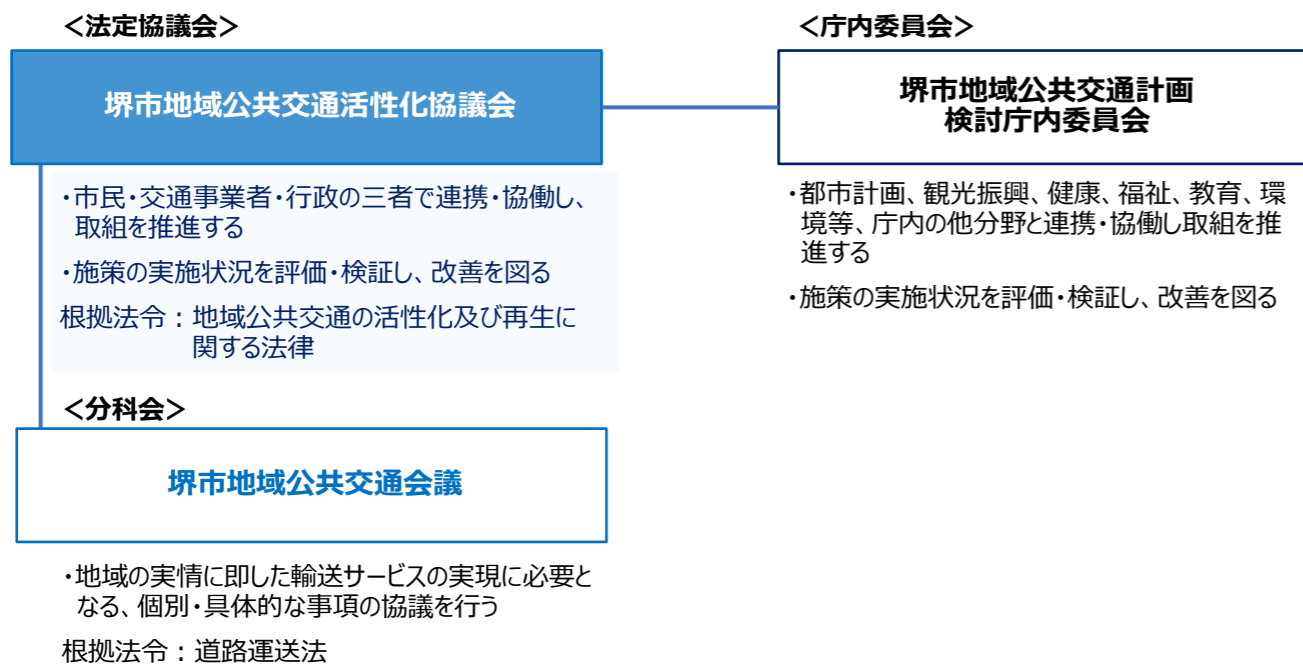 ＜法定協議会＞
堺市地域公共交通活性化協議会
・市民・交通事業者・行政の三者で連携・協働し、
取組を推進する
・施策の実施状況を評価・検証し、改善を図る
根拠法令：地域公共交通の活性化及び再生に
関する法律
＜分科会＞
堺市地域公共交通会議
・地域の実情に即した輸送サービスの実現に必要と
なる、個別・具体的な事項の協議を行う
根拠法令：道路運送法
＜庁内委員会＞
堺市地域公共交通計画
検討庁内委員会
・都市計画、観光振興、健康、福祉、教育、環
境等、庁内の他分野と連携・協働し取組を推
進する
・施策の実施状況を評価・検証し、改善を図る